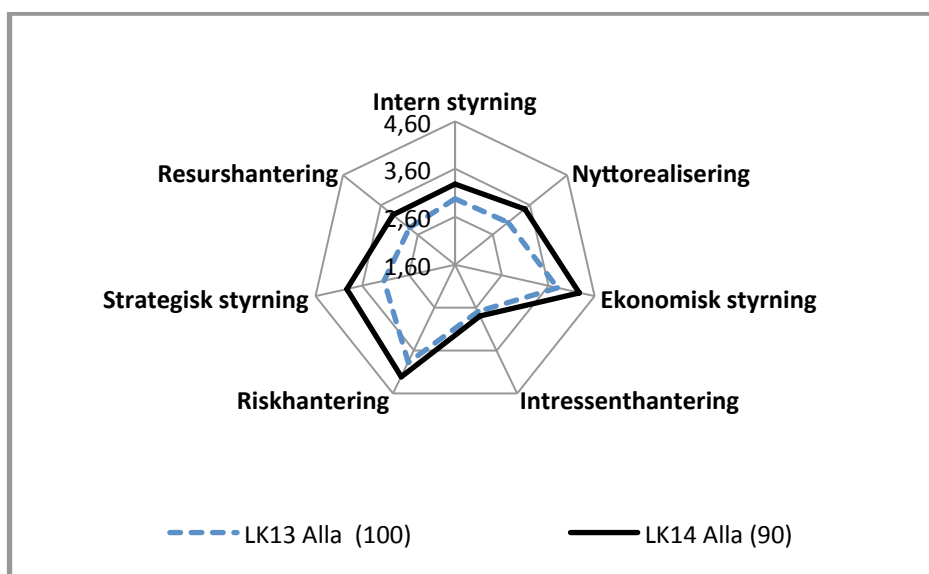 Intern styrning
4,60
Resurshantering
3,60
Nyttorealisering
2,60
1,60
Strategisk styrning
Ekonomisk styrning
Riskhantering
Intressenthantering
LK13 Alla (100)
LK14 Alla (90)